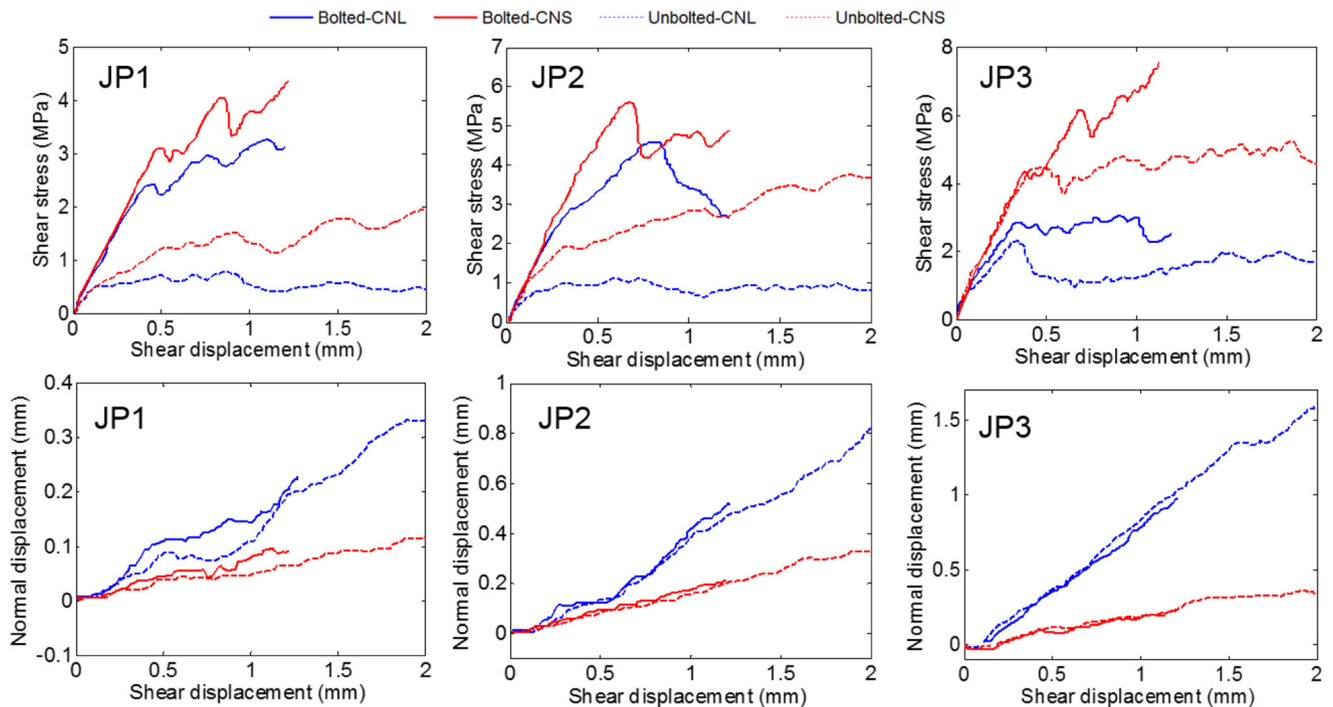 Bolted-CNL Bolted-CNS Unbolted-CNL Unbolted-CNS
JP1
Shear stress (MPa)
5
4
3
2
1
0
0 0.5 1 1.5 2
Shear displacement (mm)
JP2
Shear stress (MPa)
7
6
5
4
3
2
1
0
0 0.5 1 1.5 2
Shear displacement (mm)
JP3
Shear stress (MPa)
8
6
4
2
0
0 0.5 1 1.5 2
Shear displacement (mm)
JP1
Normal displacement (mm)
0.4
0.3
0.2
0.1
0
-0.1
0 0.5 1 1.5 2
Shear displacement (mm)
JP2
Normal displacement (mm)
1
0.8
0.6
0.4
0.2
0
0 0.5 1 1.5 2
Shear displacement (mm)
JP3
Normal displacement (mm)
1.5
1
0.5
0
0 0.5 1 1.5 2
Shear displacement (mm)